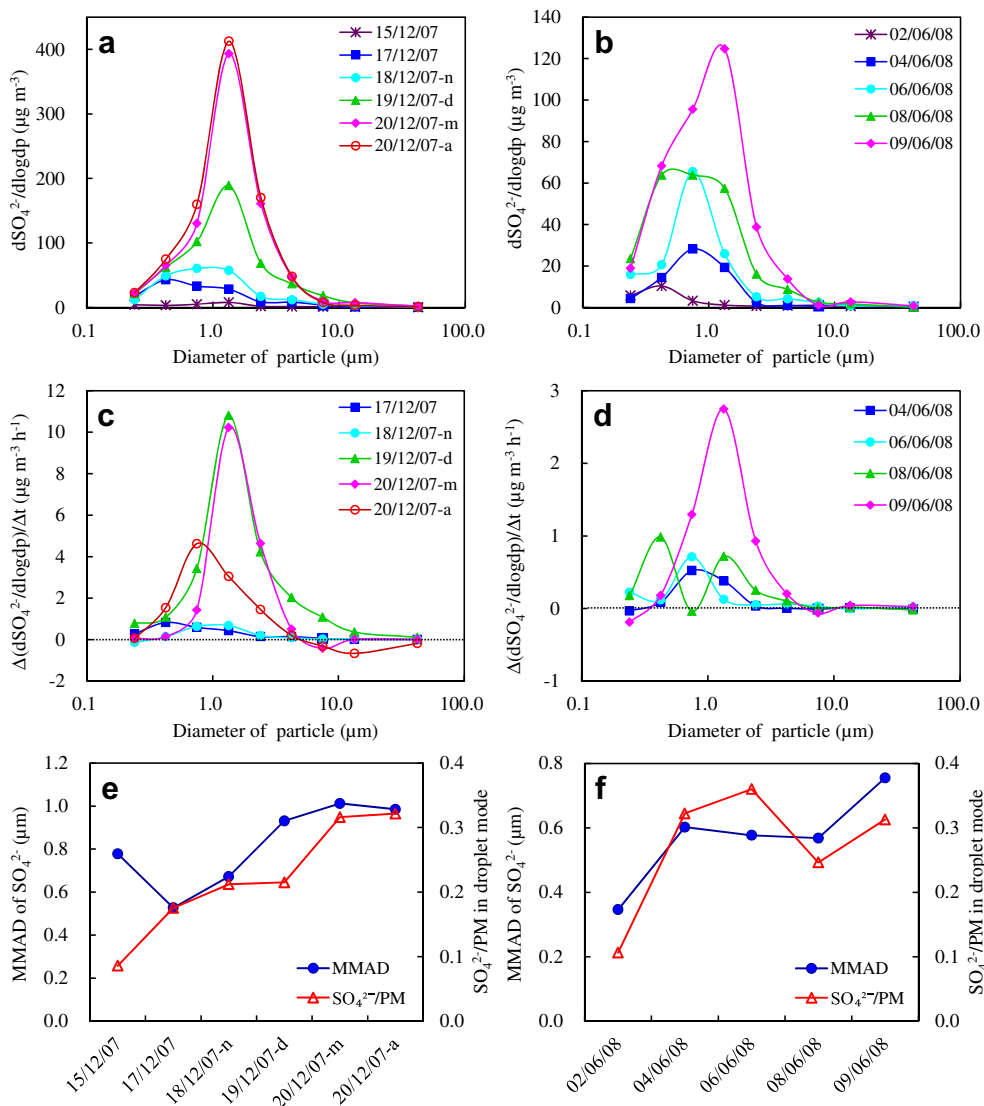 a
dSO₄²⁻/dlogdp (µg m⁻³)
400
300
200
100
0
0.1
1.0
10.0
100.0
Diameter of particle (µm)
15/12/07
17/12/07
18/12/07-n
19/12/07-d
20/12/07-m
20/12/07-a
b
dSO₄²⁻/dlogdp (µg m⁻³)
140
120
100
80
60
40
20
0
0.1
1.0
10.0
100.0
Diameter of particle (µm)
02/06/08
04/06/08
06/06/08
08/06/08
09/06/08
c
Δ(dSO₄²⁻/dlogdp)/Δt (µg m⁻³ h⁻¹)
12
10
8
6
4
2
0
-2
0.1
1.0
10.0
100.0
Diameter of particle (µm)
17/12/07
18/12/07-n
19/12/07-d
20/12/07-m
20/12/07-a
d
Δ(dSO₄²⁻/dlogdp)/Δt (µg m⁻³ h⁻¹)
3
2
1
0
-1
0.1
1.0
10.0
100.0
Diameter of particle (µm)
04/06/08
06/06/08
08/06/08
09/06/08
e
MMAD of SO₄²⁻ (µm)
1.2
1.0
0.8
0.6
0.4
0.2
0.0
SO₄²⁻/PM in droplet mode
0.4
0.3
0.2
0.1
0.0
MMAD
SO₄²⁻/PM
15/12/07
17/12/07
18/12/07-n
19/12/07-d
20/12/07-m
20/12/07-a
f
MMAD of SO₄²⁻ (µm)
0.8
0.6
0.4
0.2
0.0
SO₄²⁻/PM in droplet mode
0.4
0.3
0.2
0.1
0.0
MMAD
SO₄²⁻/PM
02/06/08
04/06/08
06/06/08
08/06/08
09/06/08